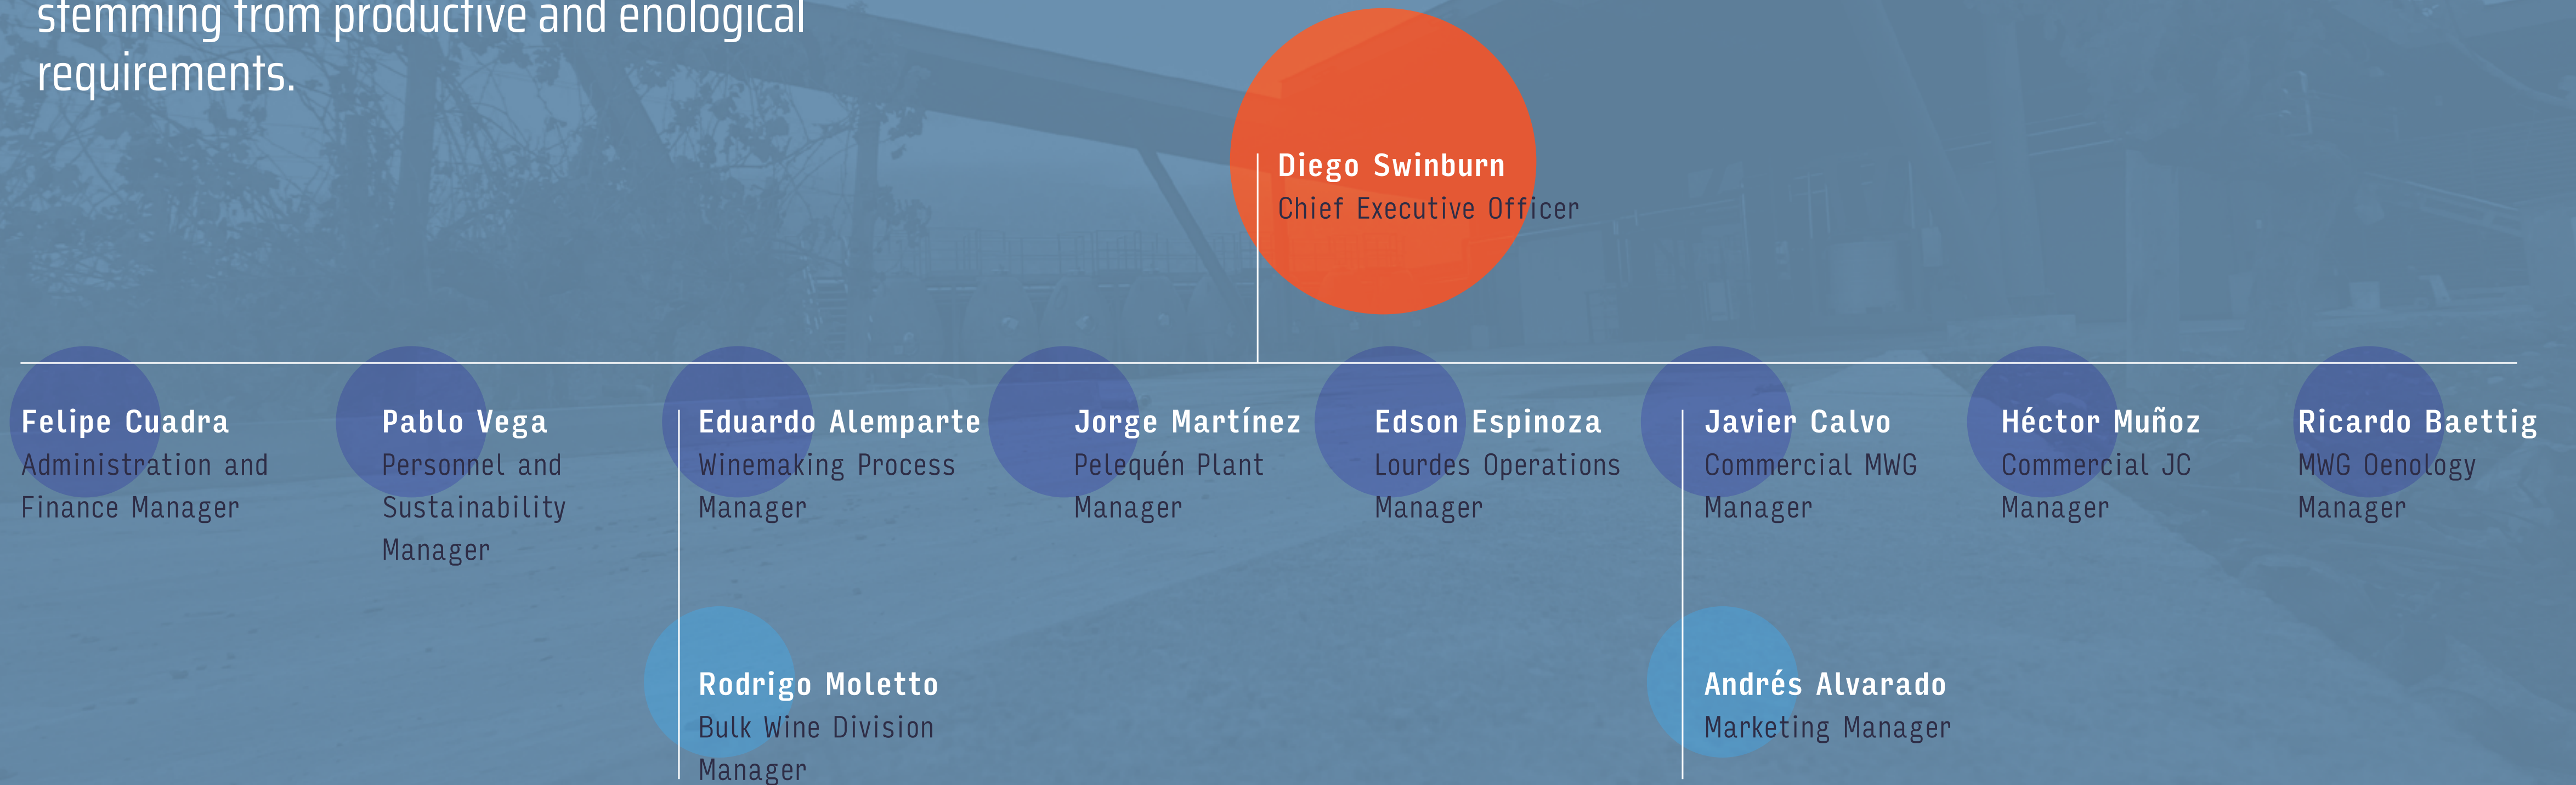 stemming from productive and enological
requirements.
Diego Swinburn
Chief Executive Officer
Felipe Cuadra
Administration and
Finance Manager
Pablo Vega
Personnel and
Sustainability
Manager
Eduardo Alemparte
Winemaking Process
Manager
Jorge Martínez
Pelequén Plant
Manager
Edson Espinoza
Lourdes Operations
Manager
Javier Calvo
Commercial MWG
Manager
Héctor Muñoz
Commercial JC
Manager
Ricardo Baettig
MWG Oenology
Manager
Rodrigo Moletto
Bulk Wine Division
Manager
Andrés Alvarado
Marketing Manager